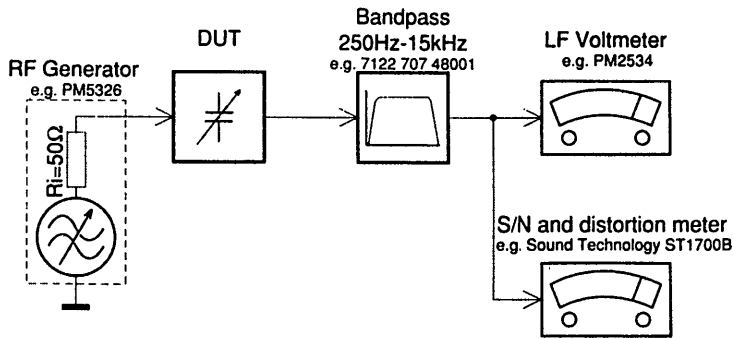 Bandpass
DUT
250Hz-15kHz
LF Voltmeter
e.g. 7122 707 48001
e.g. PM2534
RF Generator
e.g. PM5326
Ri=50Ω
S/N and distortion meter
e.g. Sound Technology ST1700B